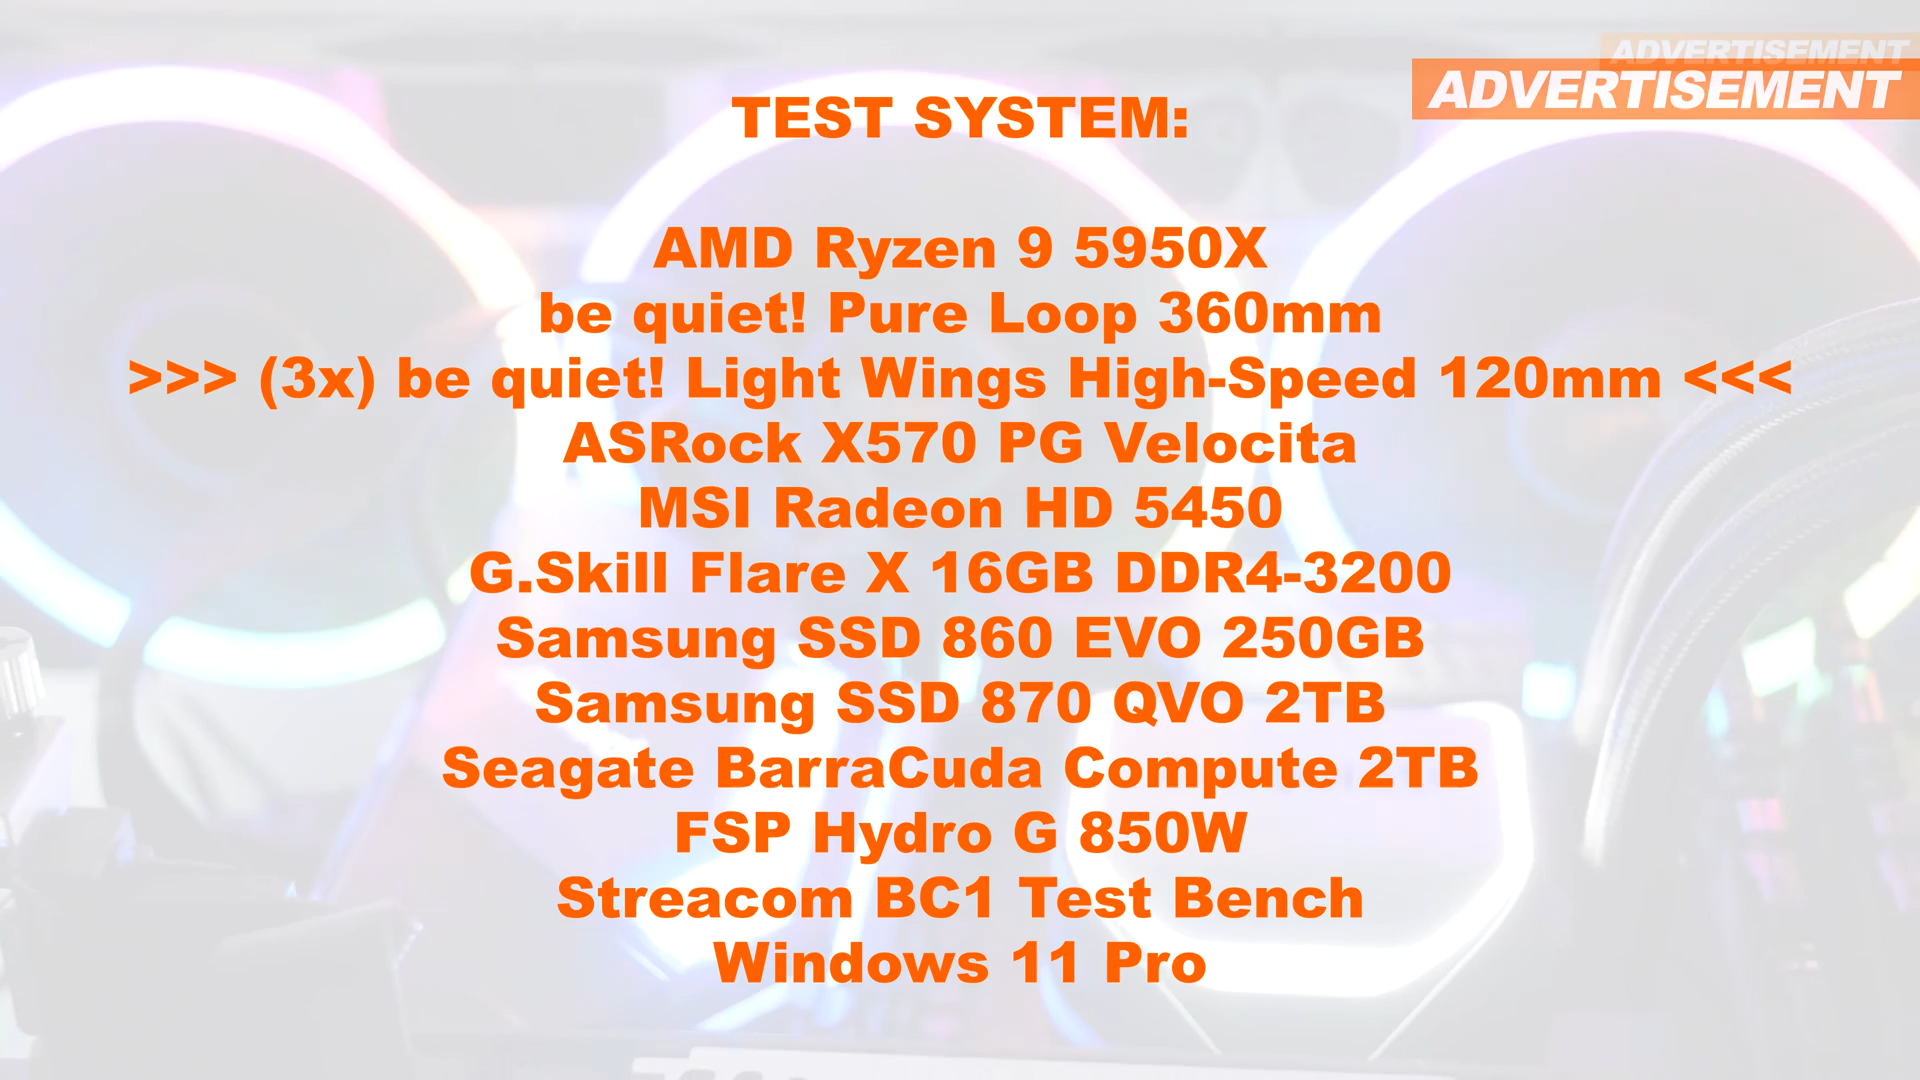 ADVERTISEMENT
ADVERTISEMENT
TEST SYSTEM:
AMD Ryzen 9 5950X
be quiet! Pure Loop 360mm
>>> (3x) be quiet! Light Wings High-Speed 120mm <<<
ASRock X570 PG Velocita
MSI Radeon HD 5450
G.Skill Flare X 16GB DDR4-3200
Samsung SSD 860 EVO 250GB
Samsung SSD 870 QVO 2TB
Seagate BarraCuda Compute 2TB
FSP Hydro G 850W
Streacom BC1 Test Bench
Windows 11 Pro